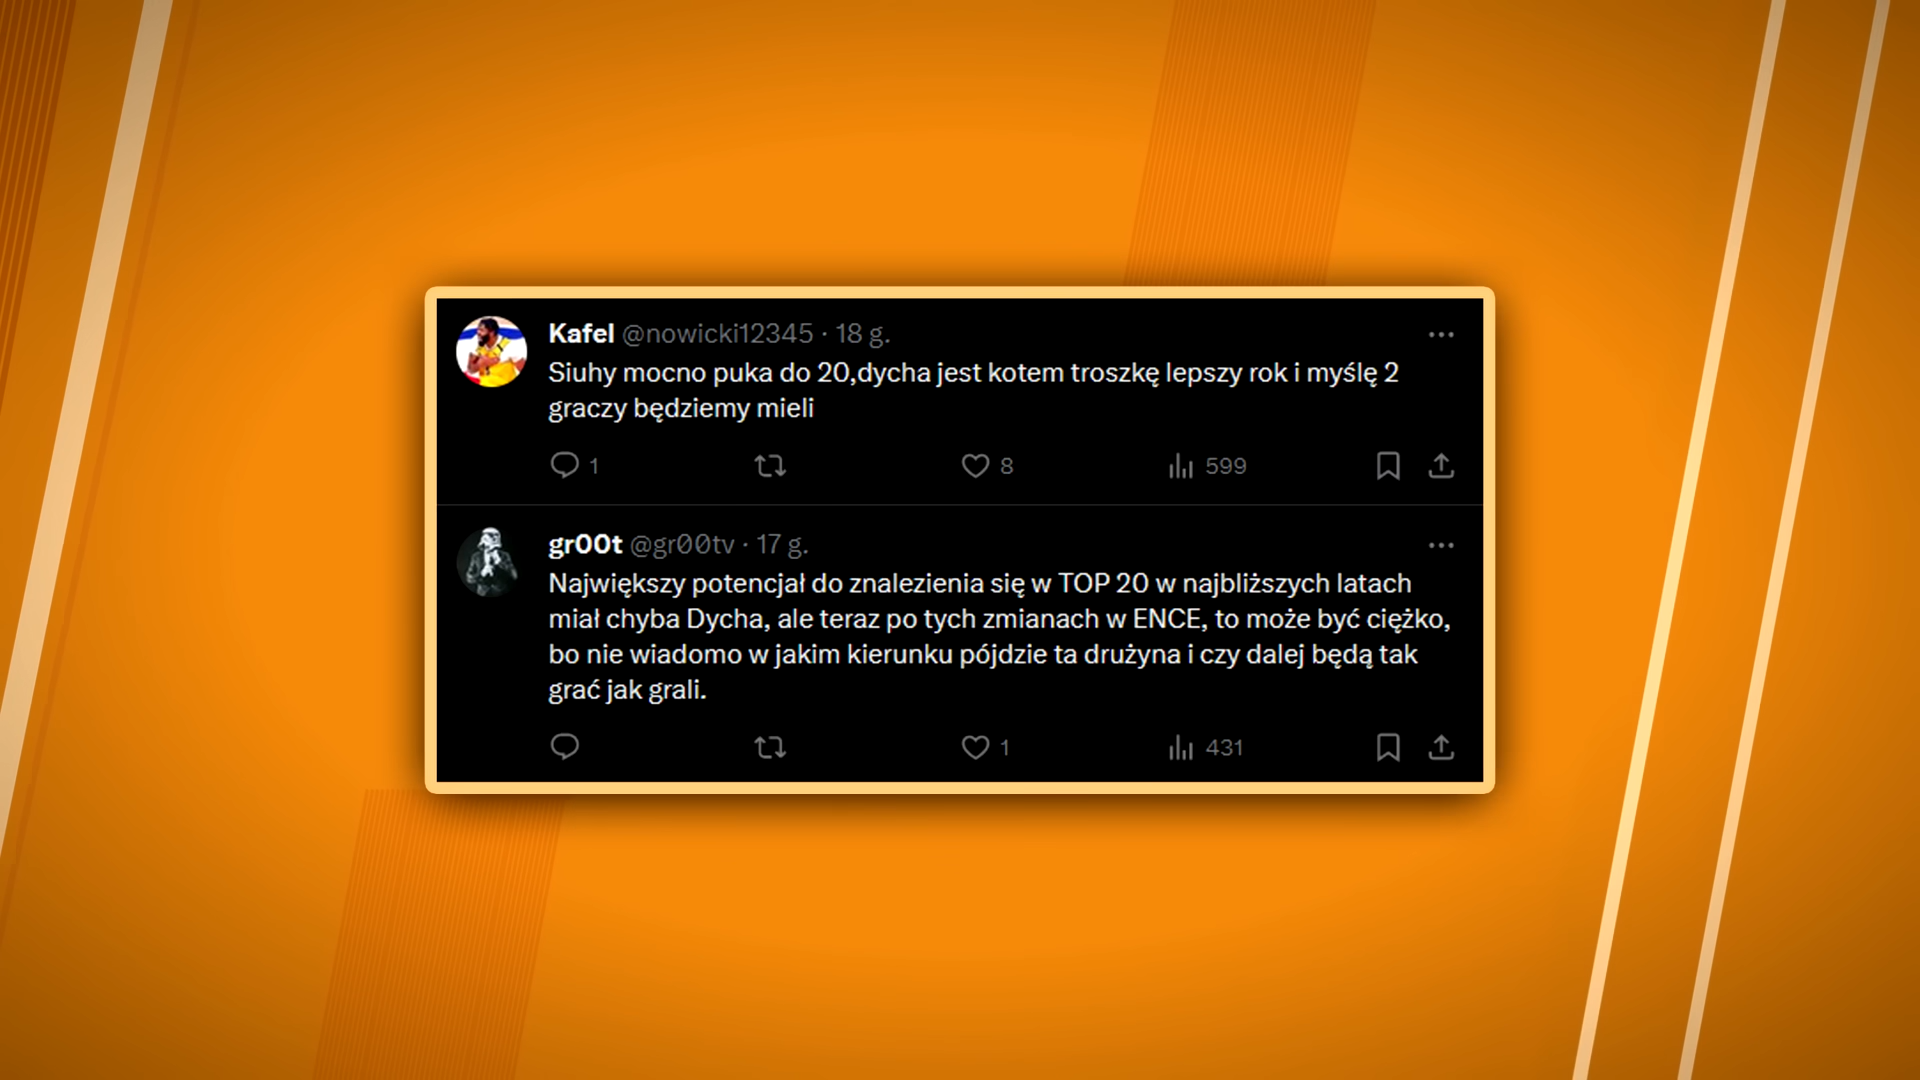 Kafel @nowicki12345 · 18 g.
Siuhy mocno puka do 20,dycha jest kotem troszkę lepszy rok i myślę 2
graczy będziemy mieli
1 8 599
gr00t @gr00tv · 17 g.
Największy potencjał do znalezienia się w TOP 20 w najbliższych latach
miał chyba Dycha, ale teraz po tych zmianach w ENCE, to może być ciężko,
bo nie wiadomo w jakim kierunku pójdzie ta drużyna i czy dalej będą tak
grać jak grali.
1 431